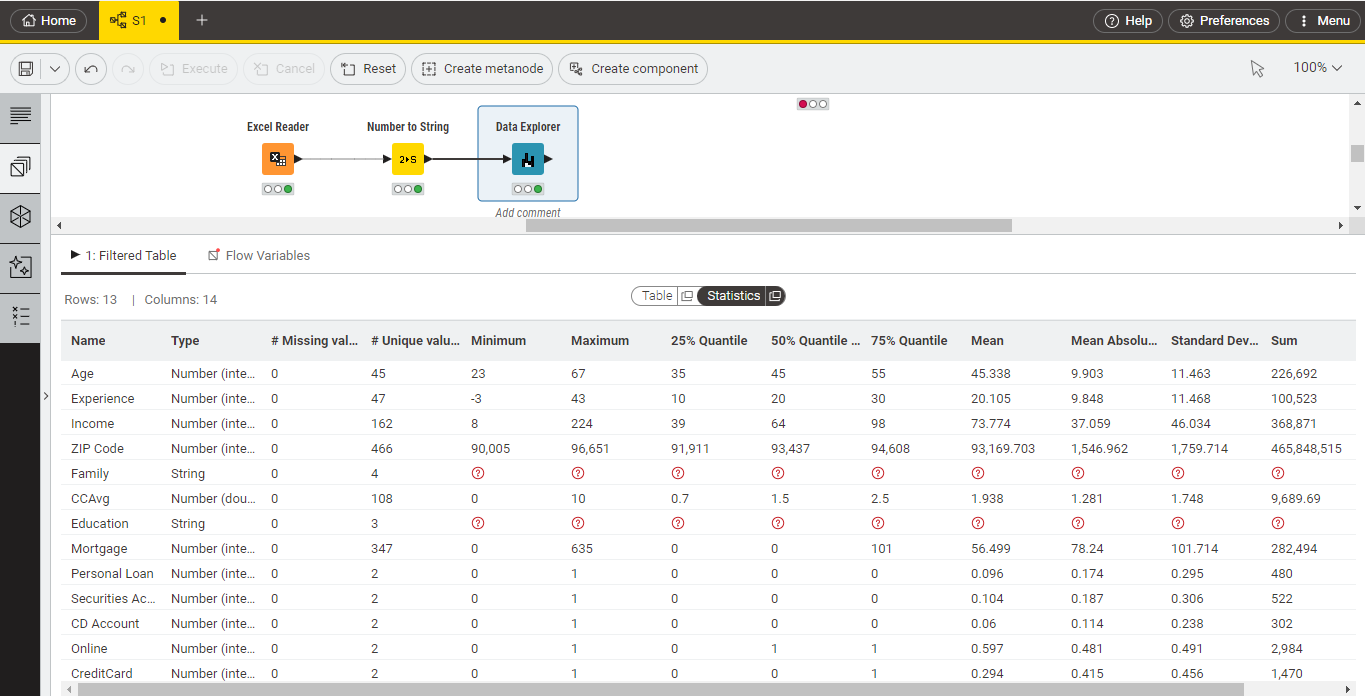 Home S1 Help Preferences Menu
Execute Cancel Reset Create metanode Create component 100%
Excel Reader Number to String Data Explorer
2 S
Add comment
1: Filtered Table Flow Variables
Rows: 13 | Columns: 14 Table Statistics
Name Type # Missing val... # Unique valu... Minimum Maximum 25% Quantile 50% Quantile ... 75% Quantile Mean Mean Absolu... Standard Dev... Sum
Age Number (inte... 0 45 23 67 35 45 55 45.338 9.903 11.463 226,692
Experience Number (inte... 0 47 -3 43 10 20 30 20.105 9.848 11.468 100,523
Income Number (inte... 0 162 8 224 39 64 98 73.774 37.059 46.034 368,871
ZIP Code Number (inte... 0 466 90,005 96,651 91,911 93,437 94,608 93,169.703 1,546.962 1,759.714 465,848,515
Family String 0 4 ? ? ? ? ? ? ? ? ?
CCAvg Number (dou... 0 108 0 10 0.7 1.5 2.5 1.938 1.281 1.748 9,689.69
Education String 0 3 ? ? ? ? ? ? ? ? ?
Mortgage Number (inte... 0 347 0 635 0 0 101 56.499 78.24 101.714 282,494
Personal Loan Number (inte... 0 2 0 1 0 0 0 0.096 0.174 0.295 480
Securities Ac... Number (inte... 0 2 0 1 0 0 0 0.104 0.187 0.306 522
CD Account Number (inte... 0 2 0 1 0 0 0 0.06 0.114 0.238 302
Online Number (inte... 0 2 0 1 0 1 1 0.597 0.481 0.491 2,984
CreditCard Number (inte... 0 2 0 1 0 0 1 0.294 0.415 0.456 1,470